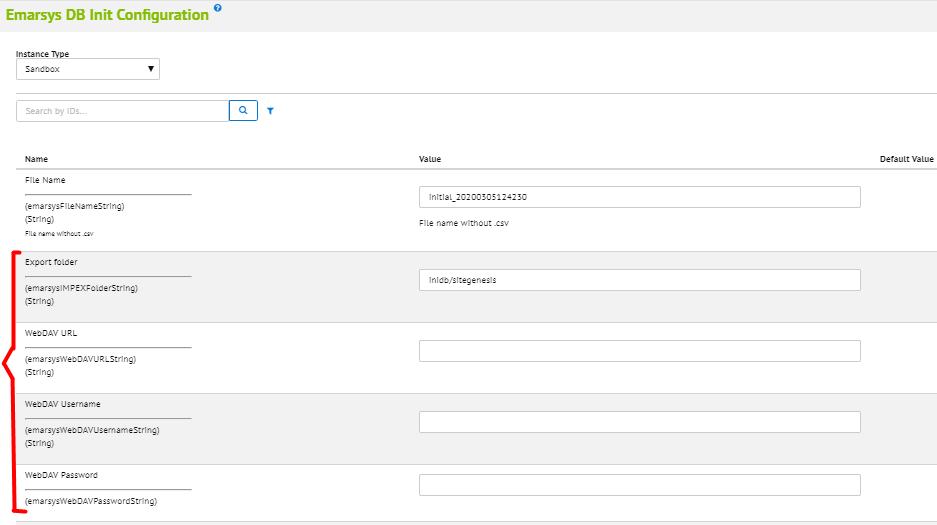 Emarsys DB Init Configuration ?
Instance Type
Sandbox
Search by IDs...
Name Value Default Value
File Name
(emarsysFileNameString)
(String)
File name without .csv
initial_20200305124230
File name without .csv
Export folder
(emarsysIMPEXFolderString)
(String)
inidb/sitegenesis
WebDAV URL
(emarsysWebDAVURLString)
(String)
WebDAV Username
(emarsysWebDAVUsernameString)
(String)
WebDAV Password
(emarsysWebDAVPasswordString)